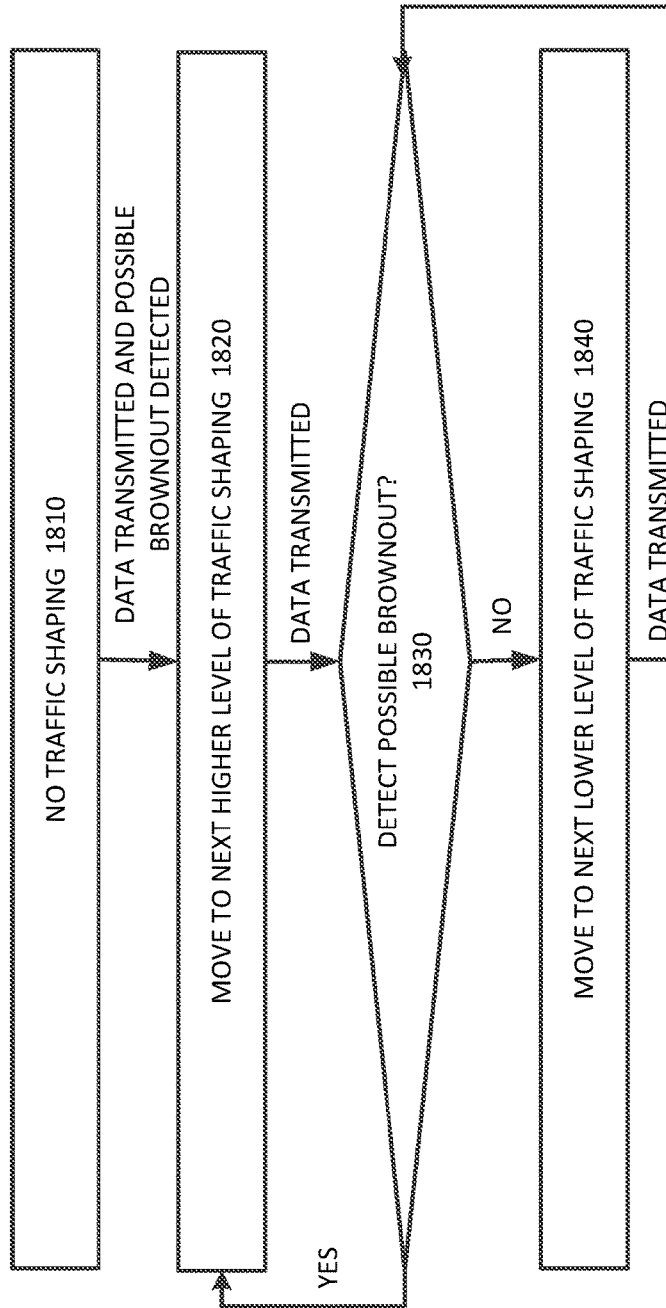 NO TRAFFIC SHAPING 1810
DATA TRANSMITTED AND POSSIBLE
BROWNOUT DETECTED
MOVE TO NEXT HIGHER LEVEL OF TRAFFIC SHAPING 1820
DATA TRANSMITTED
YES
DETECT POSSIBLE BROWNOUT?
1830
NO
MOVE TO NEXT LOWER LEVEL OF TRAFFIC SHAPING 1840
DATA TRANSMITTED